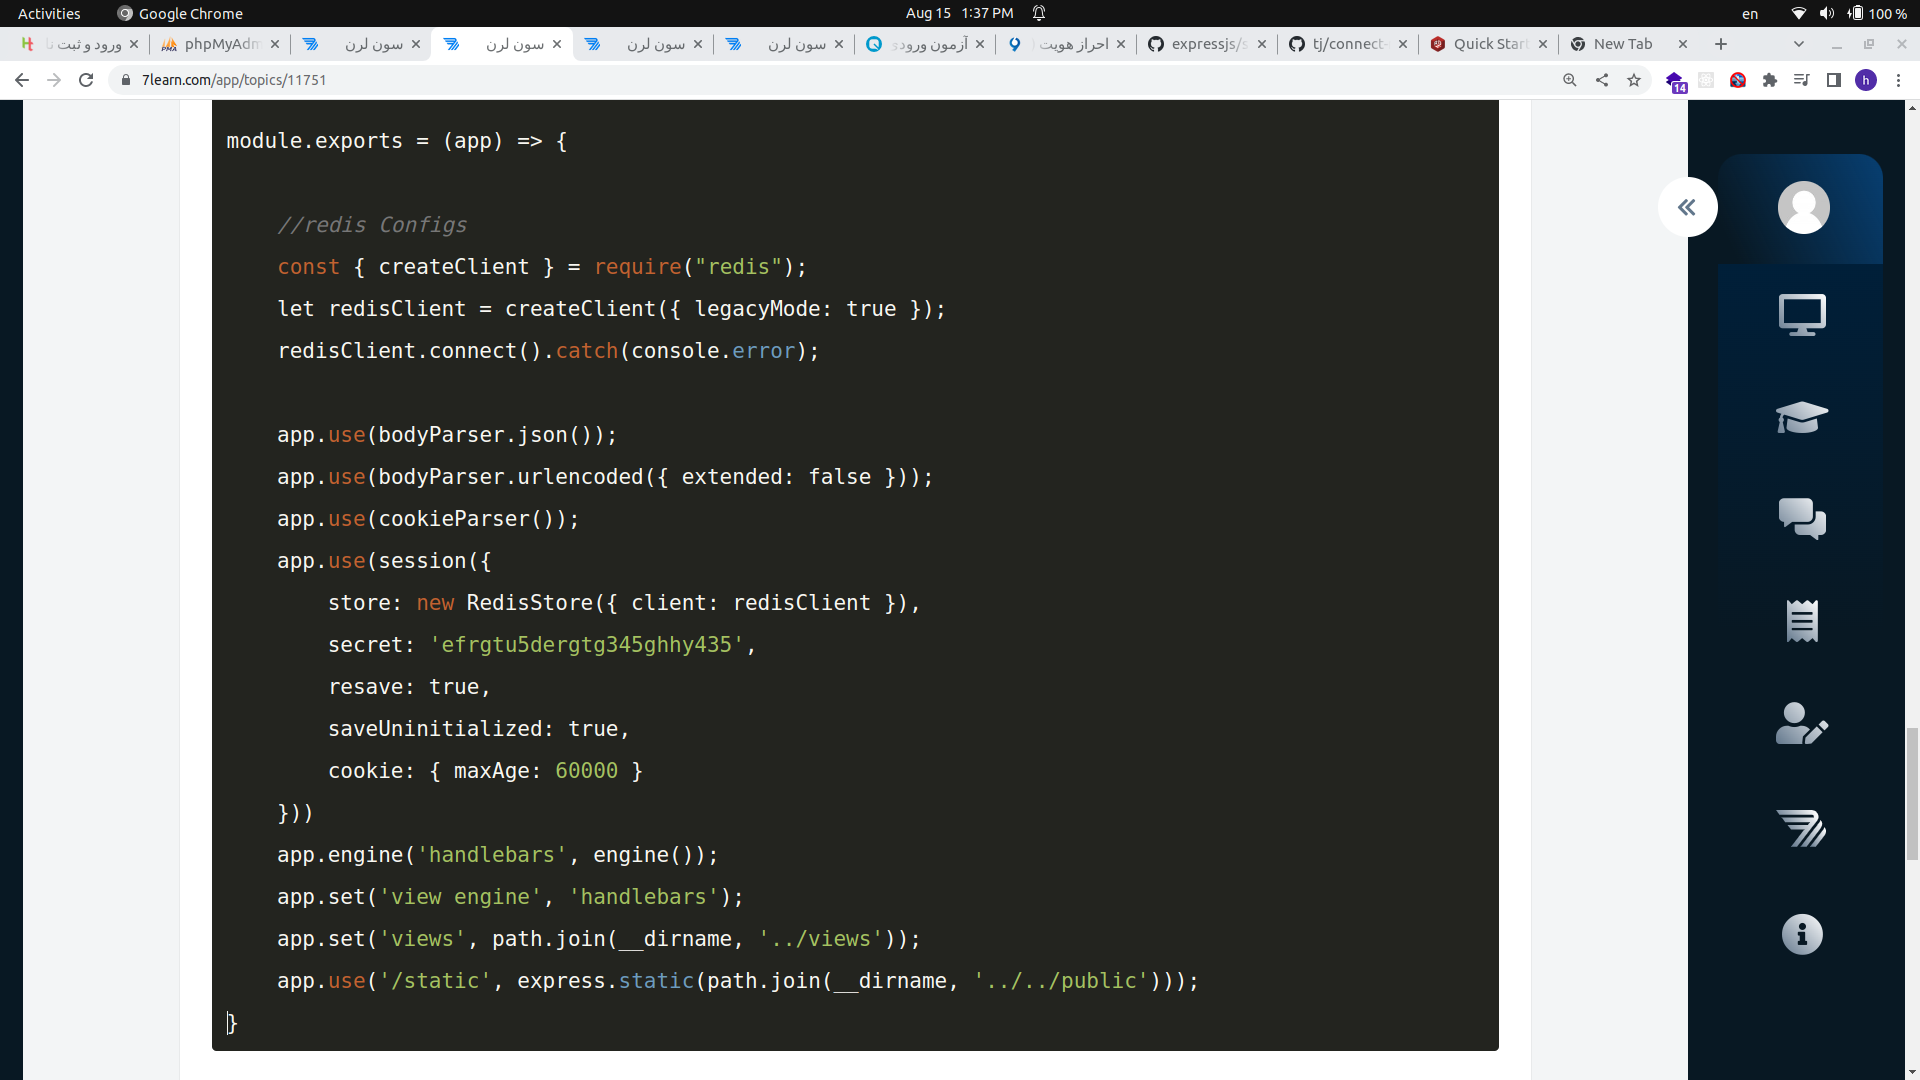 Activities
Google Chrome
Aug 15 1:37 PM
en
100 %
ورود و ثبت نا
phpMyAdm
سون لرن
سون لرن
سون لرن
سون لرن
آزمون ورودی
احراز هویت
expressjs/s
tj/connect-
Quick Start
New Tab
7learn.com/app/topics/11751
14
h
module.exports = (app) => {
//redis Configs
const { createClient } = require("redis");
let redisClient = createClient({ legacyMode: true });
redisClient.connect().catch(console.error);
app.use(bodyParser.json());
app.use(bodyParser.urlencoded({ extended: false }));
app.use(cookieParser());
app.use(session({
store: new RedisStore({ client: redisClient }),
secret: 'efrgtu5dergtg345ghhy435',
resave: true,
saveUninitialized: true,
cookie: { maxAge: 60000 }
}))
app.engine('handlebars', engine());
app.set('view engine', 'handlebars');
app.set('views', path.join(__dirname, '../views'));
app.use('/static', express.static(path.join(__dirname, '../../public')));
}